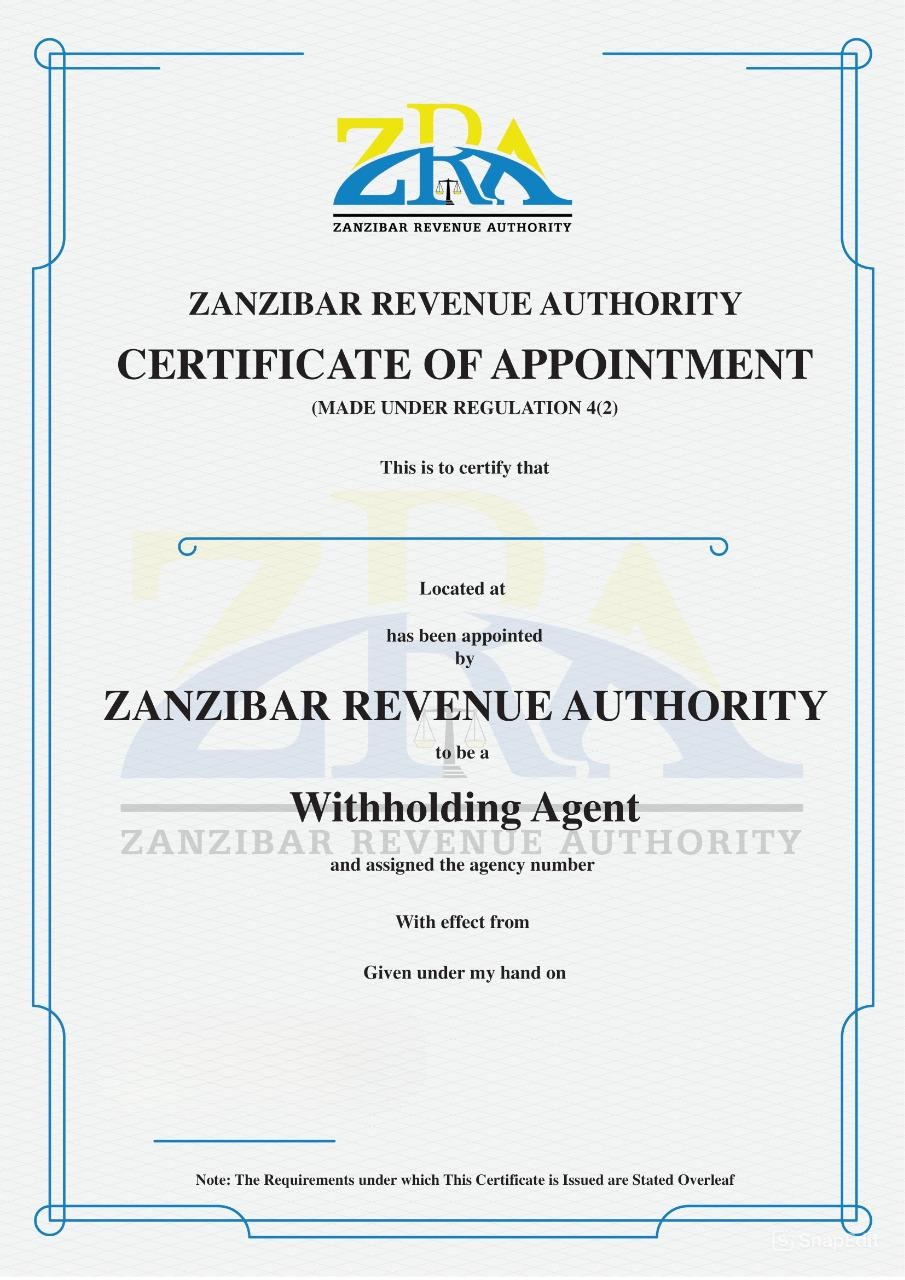 ZRA
ZANZIBAR REVENUE AUTHORITY
ZANZIBAR REVENUE AUTHORITY
CERTIFICATE OF APPOINTMENT
(MADE UNDER REGULATION 4(2)
This is to certify that
Located at
has been appointed
by
ZANZIBAR REVENUE AUTHORITY
to be a
Withholding Agent
ZRA
ZANZIBAR REVENUE AUTHORITY
and assigned the agency number
With effect from
Given under my hand on
Note: The Requirements under which This Certificate is Issued are Stated Overleaf
SnapEdit